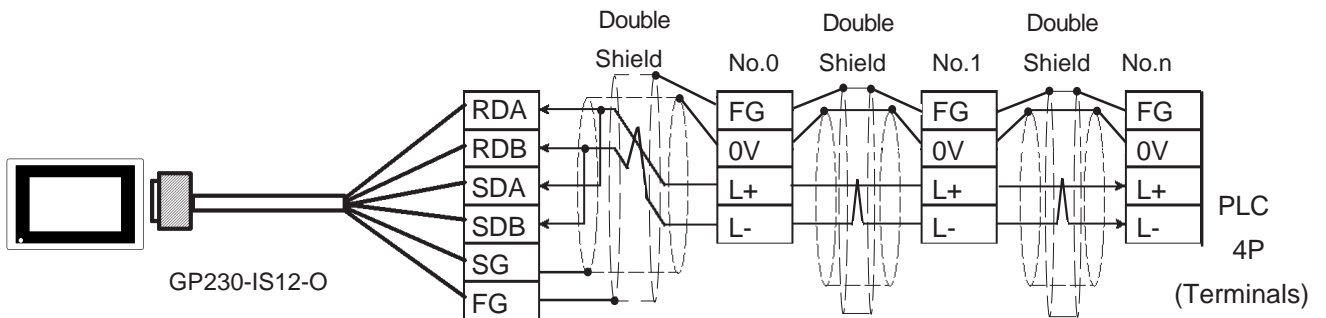 Double Shield
Double Shield
Double Shield
No.0
No.1
No.n
RDA
RDB
SDA
SDB
SG
FG
FG
0V
L+
L-
FG
0V
L+
L-
FG
0V
L+
L-
GP230-IS12-O
PLC
4P
(Terminals)